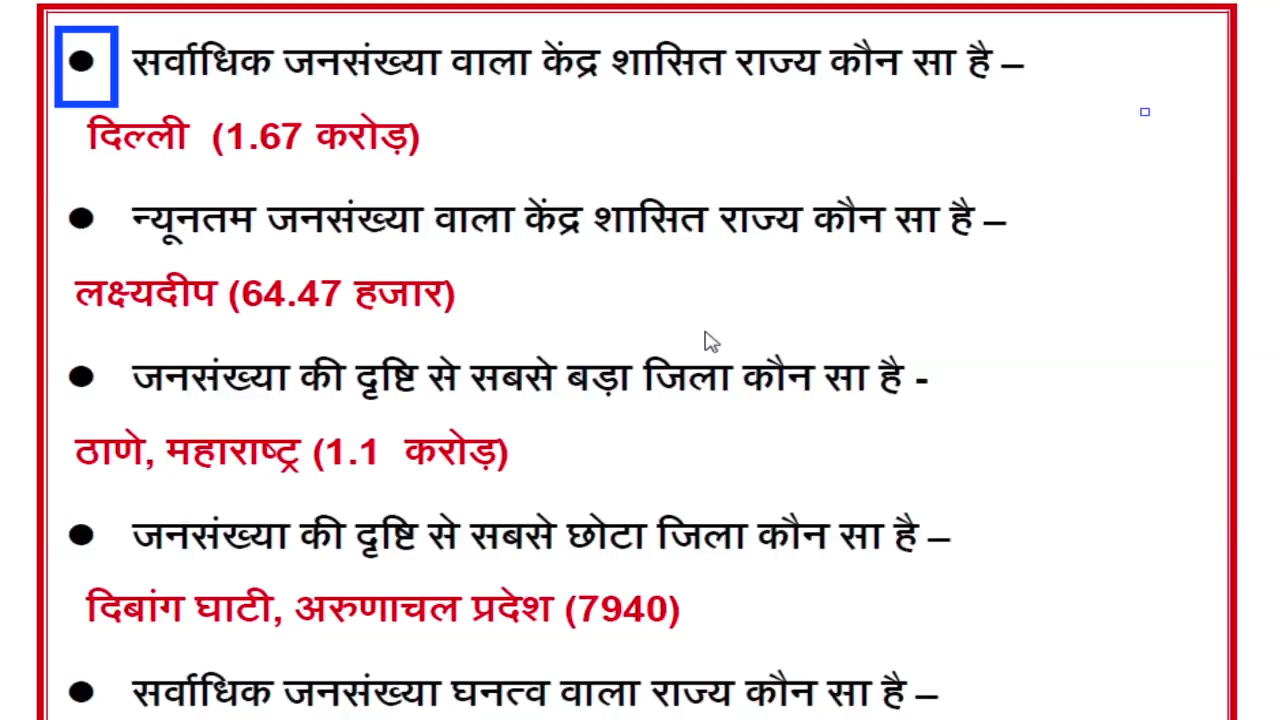 ● सर्वाधिक जनसंख्या वाला केंद्र शासित राज्य कौन सा है –
दिल्ली (1.67 करोड़)
● न्यूनतम जनसंख्या वाला केंद्र शासित राज्य कौन सा है –
लक्ष्यदीप (64.47 हजार)
● जनसंख्या की दृष्टि से सबसे बड़ा जिला कौन सा है -
ठाणे, महाराष्ट्र (1.1 करोड़)
● जनसंख्या की दृष्टि से सबसे छोटा जिला कौन सा है –
दिबांग घाटी, अरुणाचल प्रदेश (7940)
● सर्वाधिक जनसंख्या घनत्व वाला राज्य कौन सा है –